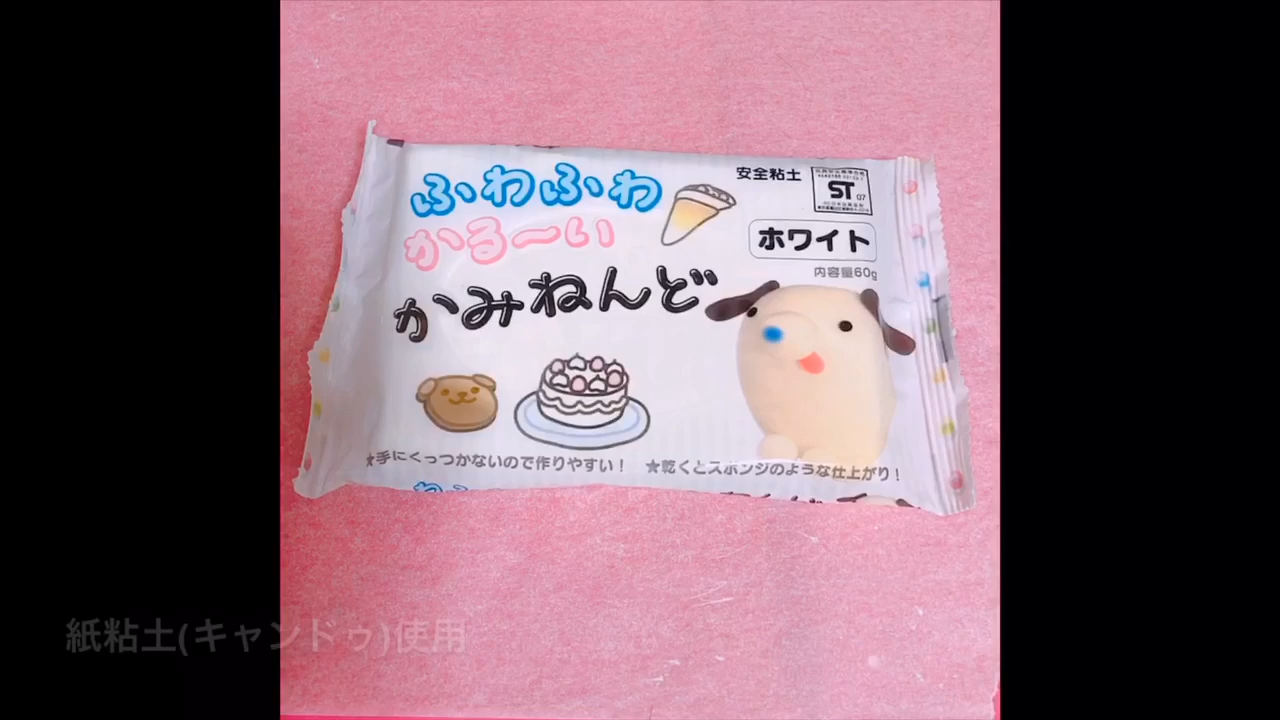 ふわふわ
かるーい
かみねんど
安全粘土
ST
07
ホワイト
内容量60g
★手にくっつかないので作りやすい！ ★乾くとスポンジのような仕上がり！
紙粘土(キャンドゥ)使用